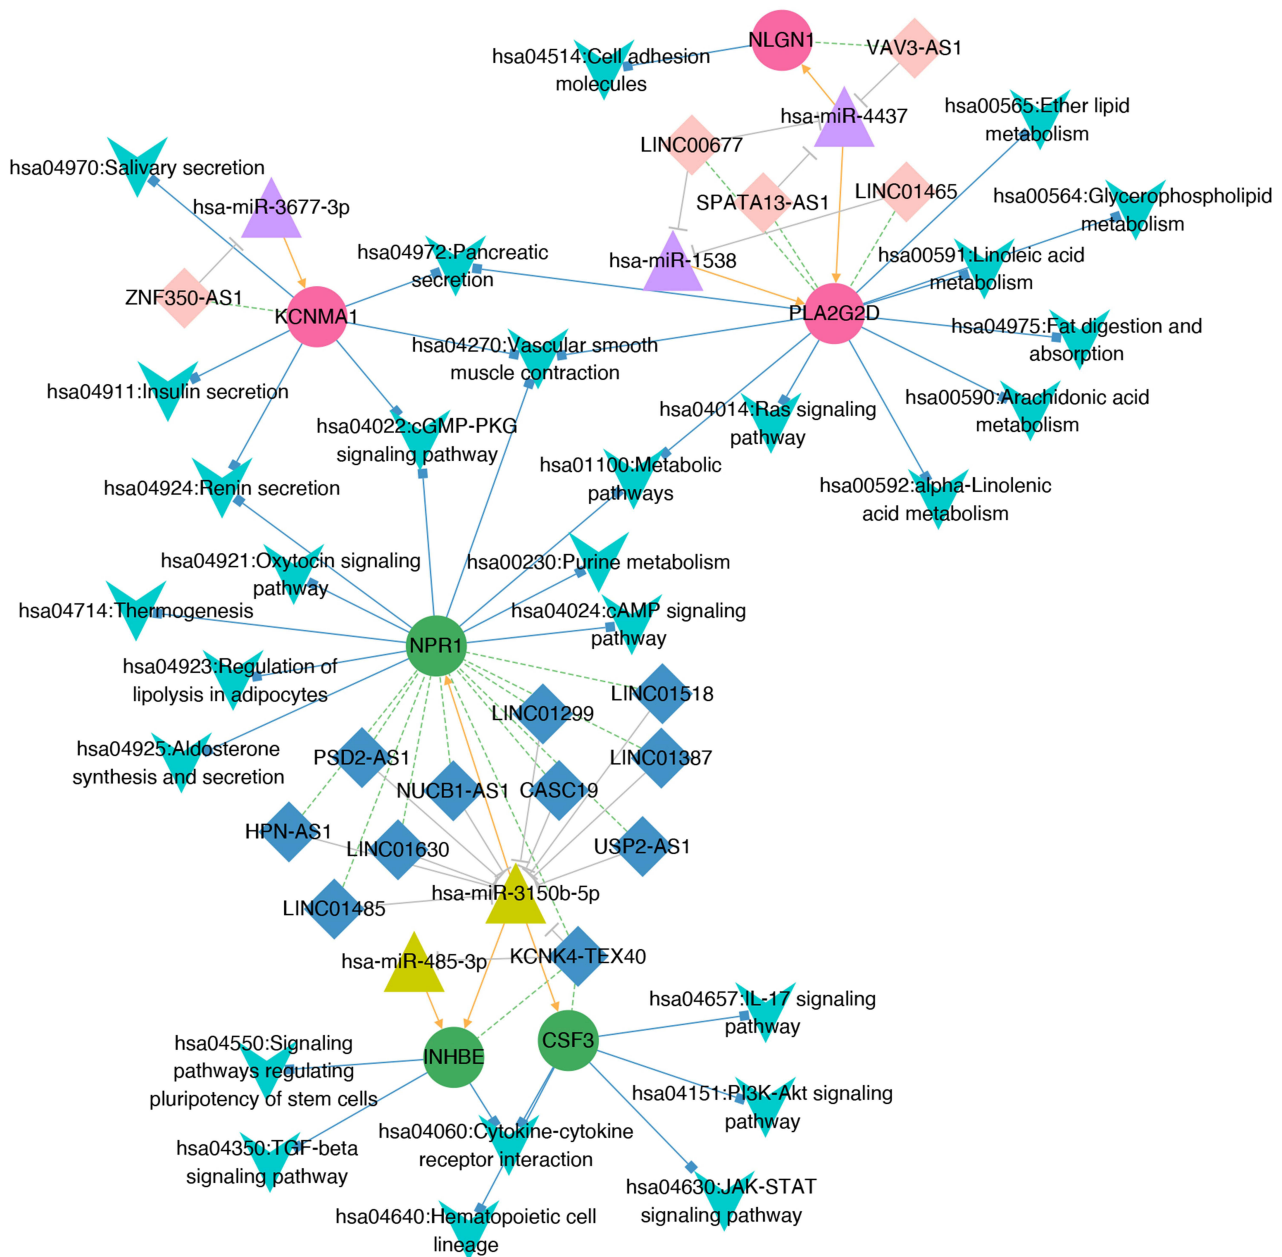 NLGN1
VAV3-AS1
hsa04514:Cell adhesion
molecules
hsa-miR-4437
hsa00565:Ether lipid
metabolism
LINC00677
hsa04970:Salivary secretion
hsa-miR-3677-3p
SPATA13-AS1
LINC01465
hsa00564:Glycerophospholipid
metabolism
hsa04972:Pancreatic
secretion
hsa-miR-1538
hsa00591:Linoleic acid
metabolism
ZNF350-AS1
KCNMA1
PLA2G2D
hsa04975:Fat digestion and
absorption
hsa04270:Vascular smooth
muscle contraction
hsa04911:Insulin secretion
hsa00590:Arachidonic acid
metabolism
hsa04014:Ras signaling
pathway
hsa04022:cGMP-PKG
signaling pathway
hsa01100:Metabolic
pathways
hsa04924:Renin secretion
hsa00592:alpha-Linolenic
acid metabolism
hsa04921:Oxytocin signaling
pathway
hsa00230:Purine metabolism
hsa04714:Thermogenesis
hsa04024:cAMP signaling
pathway
NPR1
hsa04923:Regulation of
lipolysis in adipocytes
LINC01518
LINC01299
hsa04925:Aldosterone
synthesis and secretion
PSD2-AS1
LINC01387
NUCB1-AS1
CASC19
HPN-AS1
LINC01630
USP2-AS1
hsa-miR-3150b-5p
LINC01485
hsa-miR-485-3p
KCNK4-TEX40
hsa04657:IL-17 signaling
pathway
CSF3
INHBE
hsa04550:Signaling
pathways regulating
pluripotency of stem cells
hsa04151:PI3K-Akt signaling
pathway
hsa04350:TGF-beta
signaling pathway
hsa04060:Cytokine-cytokine
receptor interaction
hsa04630:JAK-STAT
signaling pathway
hsa04640:Hematopoietic cell
lineage